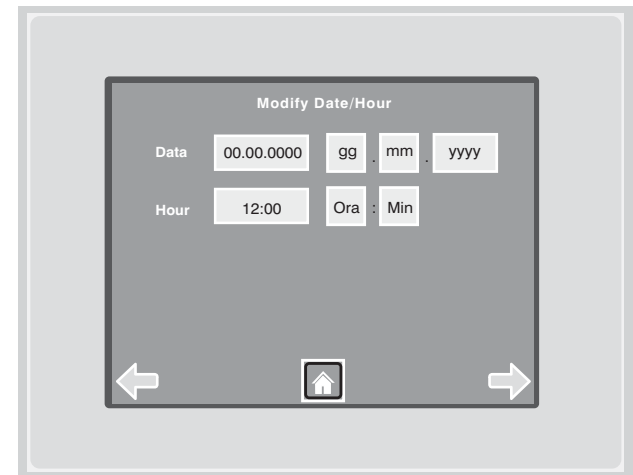 Modify Date/Hour
Data 00.00.0000 gg . mm . yyyy
Hour 12:00 Ora : Min